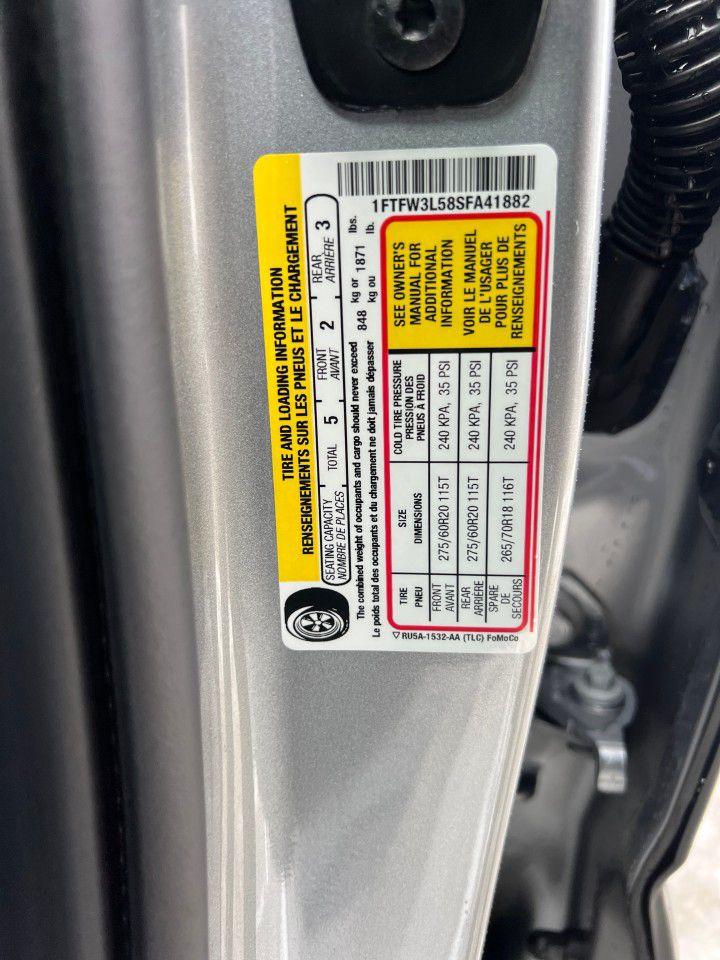 1FTFW3L58SFA41882
TIRE AND LOADING INFORMATION
RENSEIGNEMENTS SUR LES PNEUS ET LE CHARGEMENT
SEATING CAPACITY TOTAL 5 FRONT 2 REAR 3
NOMBRE DE PLACES AVANT ARRIÈRE
The combined weight of occupants and cargo should never exceed 848 kg or 1871 lbs.
Le poids total des occupants et du chargement ne doit jamais dépasser kg ou lb.
TIRE SIZE COLD TIRE PRESSURE
PNEU DIMENSIONS PRESSION DES
PNEUS À FROID
FRONT 275/60R20 115T 240 KPA, 35 PSI
AVANT
REAR 275/60R20 115T 240 KPA, 35 PSI
ARRIÈRE
SPARE 265/70R18 116T 240 KPA, 35 PSI
DE
SECOURS
SEE OWNER'S
MANUAL FOR
ADDITIONAL
INFORMATION
VOIR LE MANUEL
DE L'USAGER
POUR PLUS DE
RENSEIGNEMENTS
RU5A-1532-AA (TLC) FoMoCo